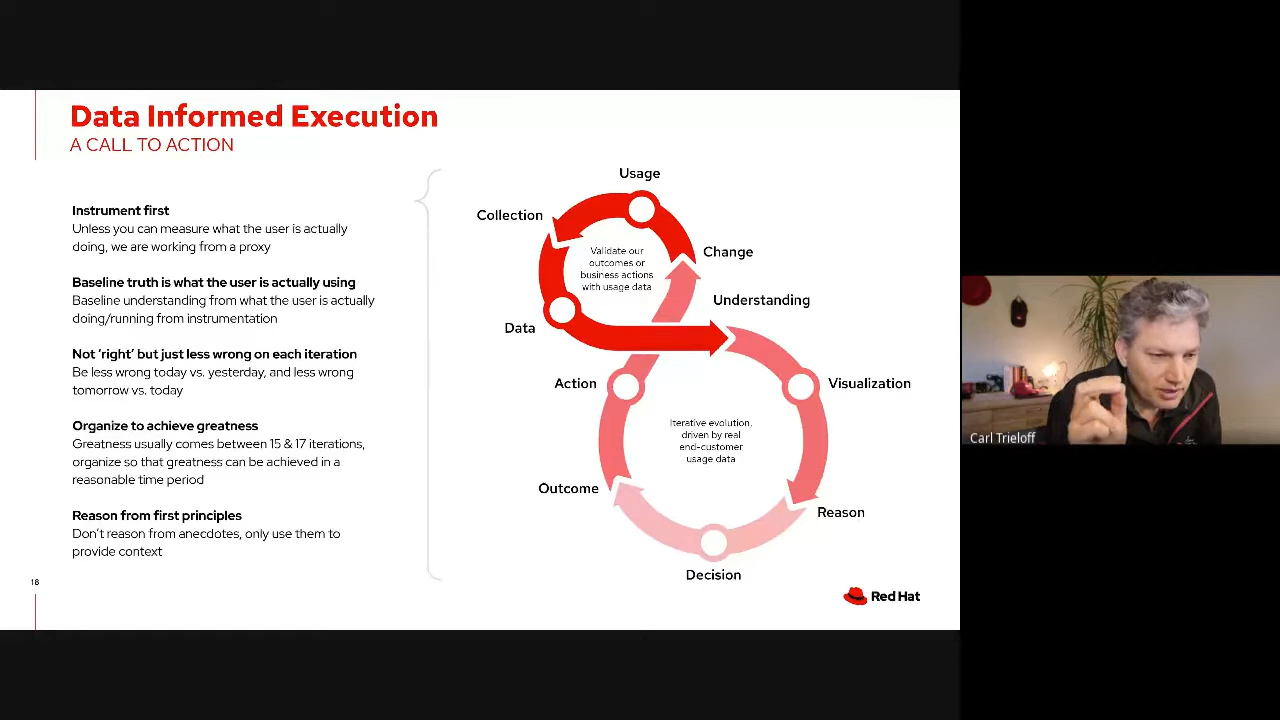 Data Informed Execution
A CALL TO ACTION
Instrument first
Unless you can measure what the user is actually
doing, we are working from a proxy
Baseline truth is what the user is actually using
Baseline understanding from what the user is actually
doing/running from instrumentation
Not ‘right’ but just less wrong on each iteration
Be less wrong today vs. yesterday, and less wrong
tomorrow vs. today
Organize to achieve greatness
Greatness usually comes between 15 & 17 iterations,
organize so that greatness can be achieved in a
reasonable time period
Reason from first principles
Don’t reason from anecdotes, only use them to
provide context
18
Usage
Collection
Change
Validate our
outcomes or
business actions
with usage data
Understanding
Data
Action
Visualization
Iterative evolution,
driven by real
end-customer
usage data
Outcome
Reason
Decision
Red Hat
Carl Trieloff